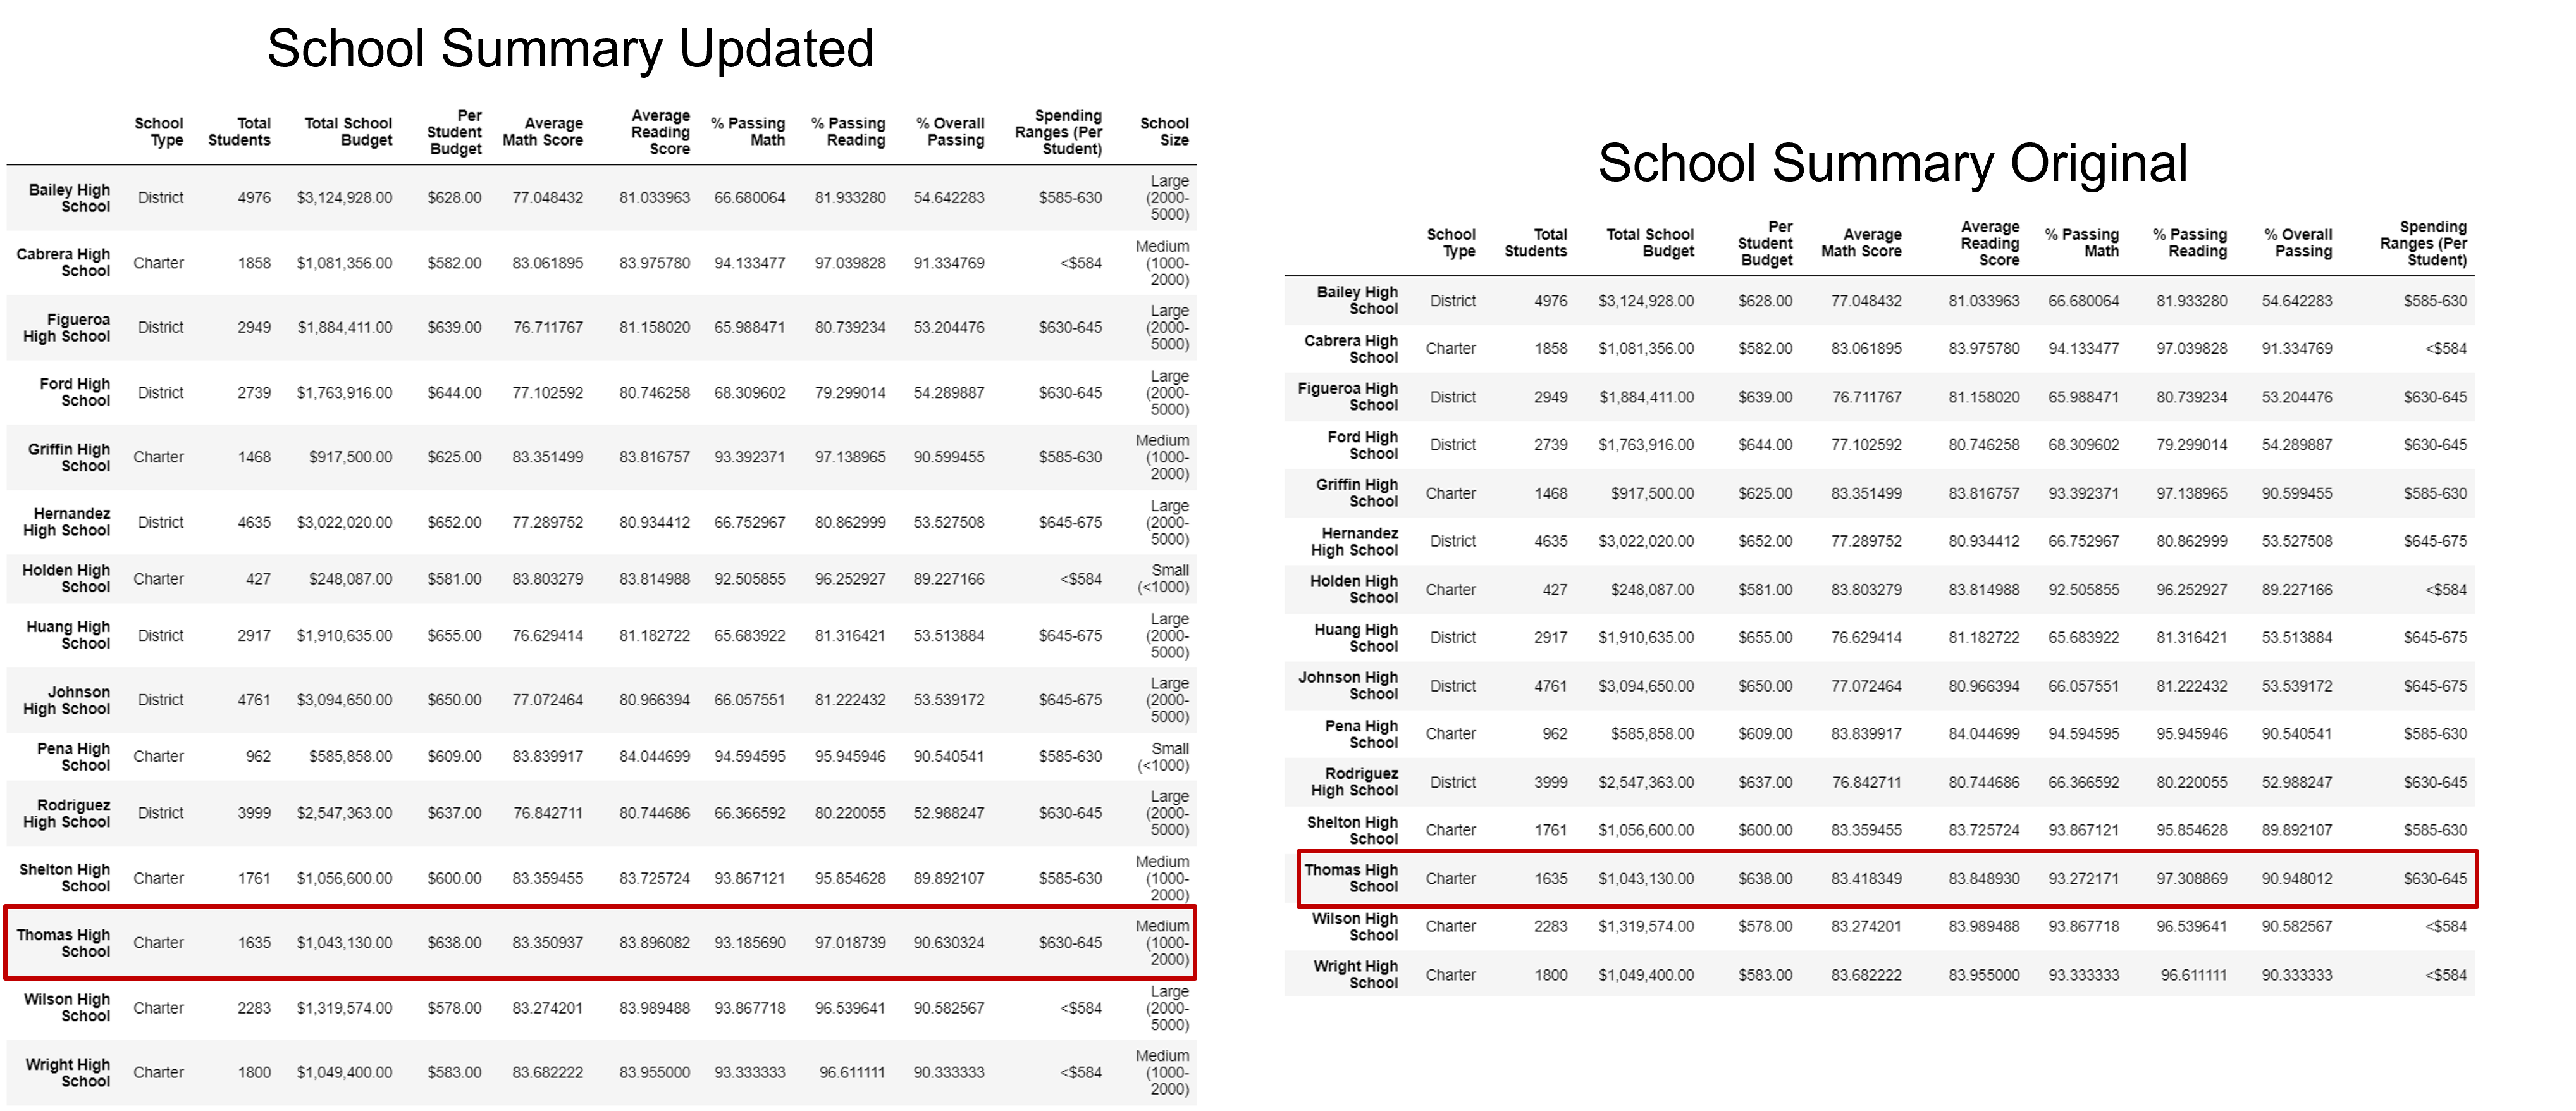 School Summary Updated
School Type Total Students Total School Budget Per Student Budget Average Math Score Average Reading Score % Passing Math % Passing Reading % Overall Passing Spending Ranges (Per Student) School Size
Bailey High School District 4976 $3,124,928.00 $628.00 77.048432 81.033963 66.680064 81.933280 54.642283 $585-630 Large (2000-5000)
Cabrera High School Charter 1858 $1,081,356.00 $582.00 83.061895 83.975780 94.133477 97.039828 91.334769 <$584 Medium (1000-2000)
Figueroa High School District 2949 $1,884,411.00 $639.00 76.711767 81.158020 65.988471 80.739234 53.204476 $630-645 Large (2000-5000)
Ford High School District 2739 $1,763,916.00 $644.00 77.102592 80.746258 68.309602 79.299014 54.289887 $630-645 Large (2000-5000)
Griffin High School Charter 1468 $917,500.00 $625.00 83.351499 83.816757 93.392371 97.138965 90.599455 $585-630 Medium (1000-2000)
Hernandez High School District 4635 $3,022,020.00 $652.00 77.289752 80.934412 66.752967 80.862999 53.527508 $645-675 Large (2000-5000)
Holden High School Charter 427 $248,087.00 $581.00 83.803279 83.814988 92.505855 96.252927 89.227166 <$584 Small (<1000)
Huang High School District 2917 $1,910,635.00 $655.00 76.629414 81.182722 65.683922 81.316421 53.513884 $645-675 Large (2000-5000)
Johnson High School District 4761 $3,094,650.00 $650.00 77.072464 80.966394 66.057551 81.222432 53.539172 $645-675 Large (2000-5000)
Pena High School Charter 962 $585,858.00 $609.00 83.839917 84.044699 94.594595 95.945946 90.540541 $585-630 Small (<1000)
Rodriguez High School District 3999 $2,547,363.00 $637.00 76.842711 80.744686 66.366592 80.220055 52.988247 $630-645 Large (2000-5000)
Shelton High School Charter 1761 $1,056,600.00 $600.00 83.359455 83.725724 93.867121 95.854628 89.892107 $585-630 Medium (1000-2000)
Thomas High School Charter 1635 $1,043,130.00 $638.00 83.350937 83.896082 93.185690 97.018739 90.630324 $630-645 Medium (1000-2000)
Wilson High School Charter 2283 $1,319,574.00 $578.00 83.274201 83.989488 93.867718 96.539641 90.582567 <$584 Large (2000-5000)
Wright High School Charter 1800 $1,049,400.00 $583.00 83.682222 83.955000 93.333333 96.611111 90.333333 <$584 Medium (1000-2000)
School Summary Original
School Type Total Students Total School Budget Per Student Budget Average Math Score Average Reading Score % Passing Math % Passing Reading % Overall Passing Spending Ranges (Per Student)
Bailey High School District 4976 $3,124,928.00 $628.00 77.048432 81.033963 66.680064 81.933280 54.642283 $585-630
Cabrera High School Charter 1858 $1,081,356.00 $582.00 83.061895 83.975780 94.133477 97.039828 91.334769 <$584
Figueroa High School District 2949 $1,884,411.00 $639.00 76.711767 81.158020 65.988471 80.739234 53.204476 $630-645
Ford High School District 2739 $1,763,916.00 $644.00 77.102592 80.746258 68.309602 79.299014 54.289887 $630-645
Griffin High School Charter 1468 $917,500.00 $625.00 83.351499 83.816757 93.392371 97.138965 90.599455 $585-630
Hernandez High School District 4635 $3,022,020.00 $652.00 77.289752 80.934412 66.752967 80.862999 53.527508 $645-675
Holden High School Charter 427 $248,087.00 $581.00 83.803279 83.814988 92.505855 96.252927 89.227166 <$584
Huang High School District 2917 $1,910,635.00 $655.00 76.629414 81.182722 65.683922 81.316421 53.513884 $645-675
Johnson High School District 4761 $3,094,650.00 $650.00 77.072464 80.966394 66.057551 81.222432 53.539172 $645-675
Pena High School Charter 962 $585,858.00 $609.00 83.839917 84.044699 94.594595 95.945946 90.540541 $585-630
Rodriguez High School District 3999 $2,547,363.00 $637.00 76.842711 80.744686 66.366592 80.220055 52.988247 $630-645
Shelton High School Charter 1761 $1,056,600.00 $600.00 83.359455 83.725724 93.867121 95.854628 89.892107 $585-630
Thomas High School Charter 1635 $1,043,130.00 $638.00 83.418349 83.848930 93.272171 97.308869 90.948012 $630-645
Wilson High School Charter 2283 $1,319,574.00 $578.00 83.274201 83.989488 93.867718 96.539641 90.582567 <$584
Wright High School Charter 1800 $1,049,400.00 $583.00 83.682222 83.955000 93.333333 96.611111 90.333333 <$584